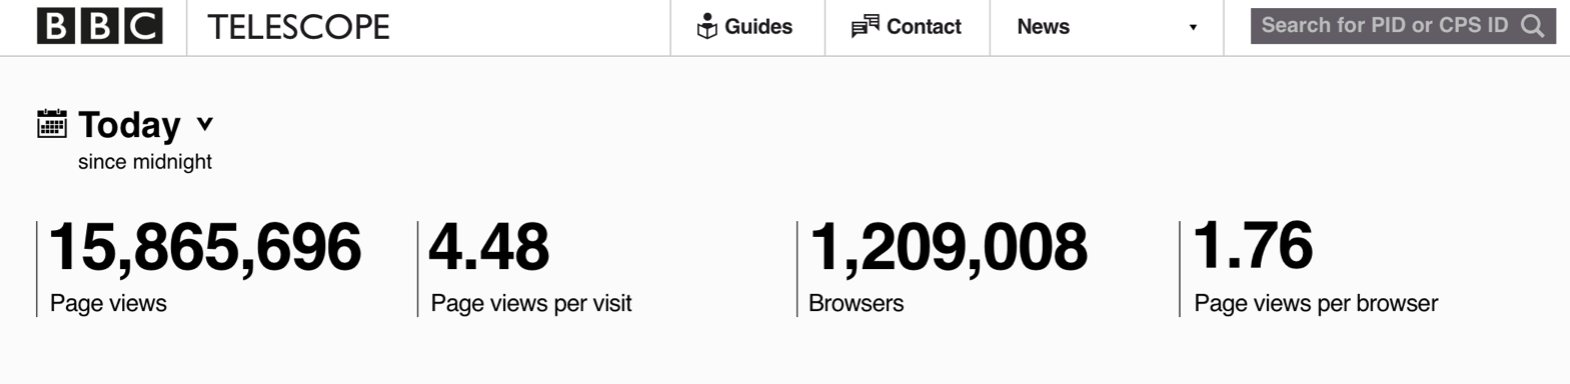 BBC TELESCOPE Guides Contact News Search for PID or CPS ID
Today
since midnight
15,865,696 4.48 1,209,008 1.76
Page views Page views per visit Browsers Page views per browser